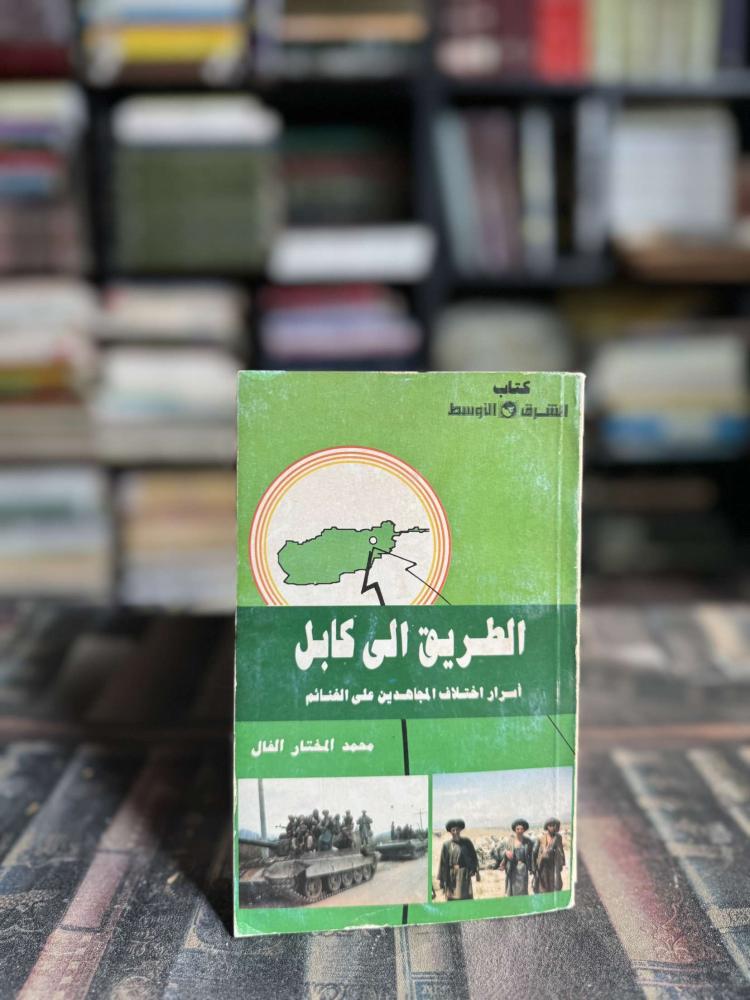 كتاب
الشرق الأوسط
الطريق الى كابل
أسرار اختلاف المجاهدين على الغنائم
محمد المختار الفال